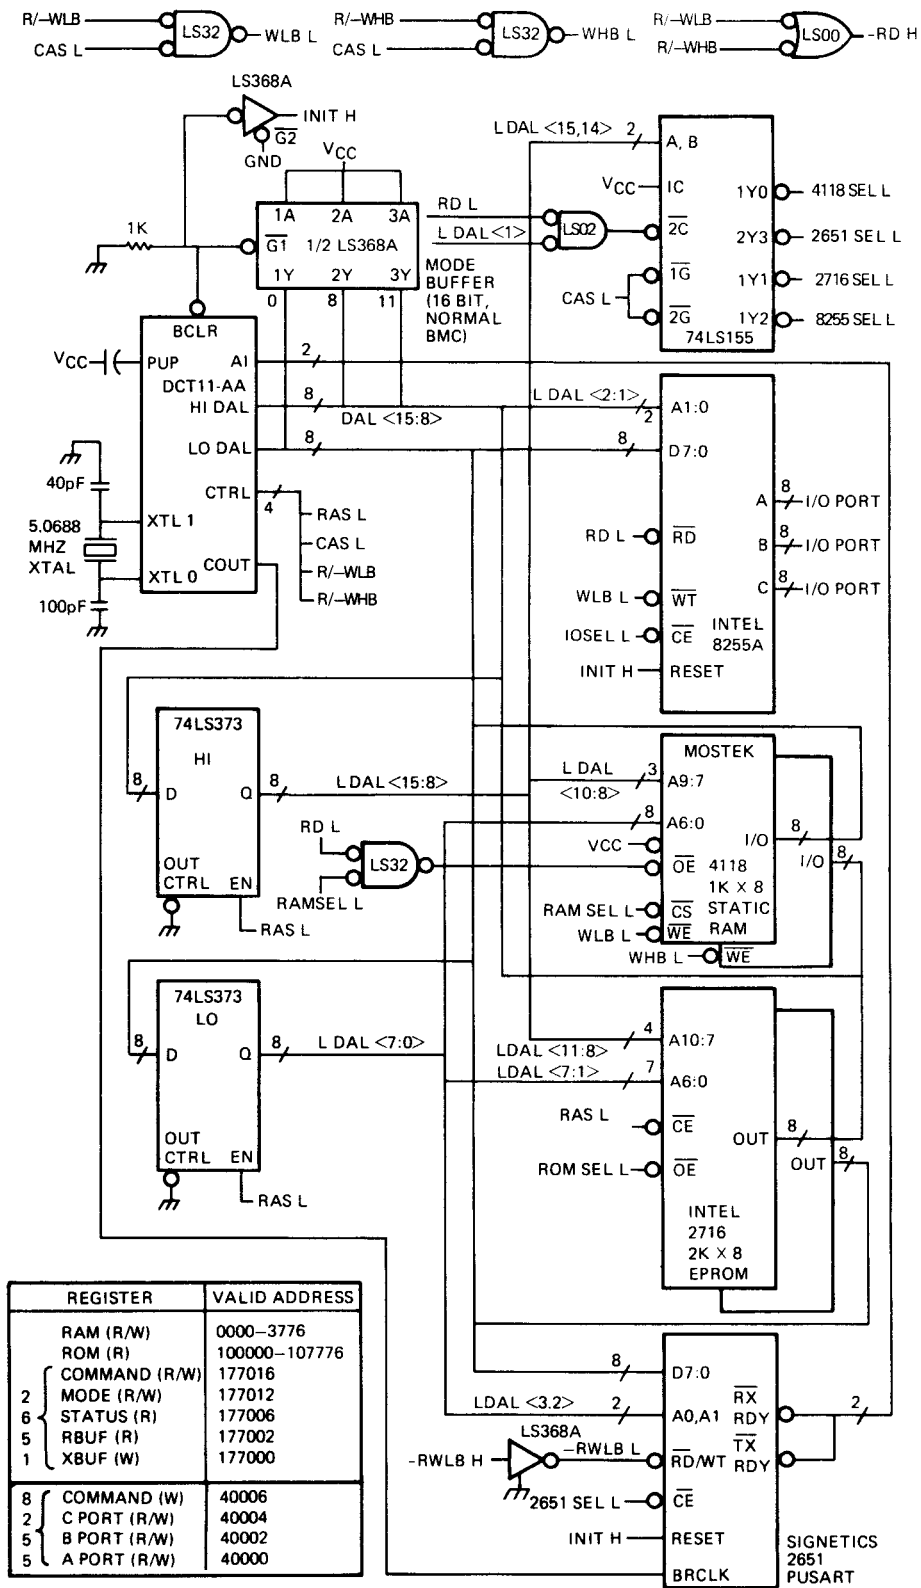 R/–WLB
CAS L
LS32
WLB L
R/–WHB
CAS L
LS32
WHB L
R/–WLB
R/–WHB
LS00
–RD H
LS368A
INIT H
G2
GND
VCC
1A 2A 3A
G1 1/2 LS368A
1Y 2Y 3Y
0 8 11
1K
MODE
BUFFER
(16 BIT,
NORMAL
BMC)
RD L
L DAL<1>
LS02
L DAL <15,14> 2
A, B
VCC
IC
2C
1G
2G
CAS L
74LS155
1Y0 4118 SEL L
2Y3 2651 SEL L
1Y1 2716 SEL L
1Y2 8255 SEL L
BCLR
VCC
PUP
AI 2
DCT11-AA
HI DAL 8
DAL <15:8>
LO DAL 8
CTRL
4
RAS L
CAS L
R/–WLB
R/–WHB
XTL 1
COUT
XTL 0
40pF
5.0688
MHZ
XTAL
100pF
L DAL <2:1>
2
A1:0
8
D7:0
A 8 I/O PORT
B 8 I/O PORT
C 8 I/O PORT
RD L RD
WLB L WT
INTEL
8255A
IOSEL L CE
INIT H RESET
74LS373
HI
8 D Q 8
L DAL <15:8>
OUT
CTRL EN
RAS L
RD L
RAMSEL L
LS32
MOSTEK
L DAL 3
<10:8>
A9:7
8 A6:0
VCC
OE
4118
1K X 8
STATIC
RAM
I/O 8
I/O 8
RAM SEL L CS
WLB L WE
WHB L WE
74LS373
LO
8 D Q 8
L DAL <7:0>
OUT
CTRL EN
RAS L
4 A10:7
LDAL <11:8>
LDAL <7:1> 7
A6:0
RAS L CE
OUT 8
OUT 8
ROM SEL L OE
INTEL
2716
2K X 8
EPROM
REGISTER VALID ADDRESS
RAM (R/W) 0000–3776
ROM (R) 100000–107776
COMMAND (R/W) 177016
2 MODE (R/W) 177012
6 STATUS (R) 177006
5 RBUF (R) 177002
1 XBUF (W) 177000
8 COMMAND (W) 40006
2 C PORT (R/W) 40004
5 B PORT (R/W) 40002
5 A PORT (R/W) 40000
8 D7:0
LDAL <3.2> 2
A0,A1
RX
RDY
2
TX
RDY
LS368A
–RWLB H
–RWLB L
RD/WT
2651 SEL L CE
INIT H RESET
BRCLK
SIGNETICS
2651
PUSART